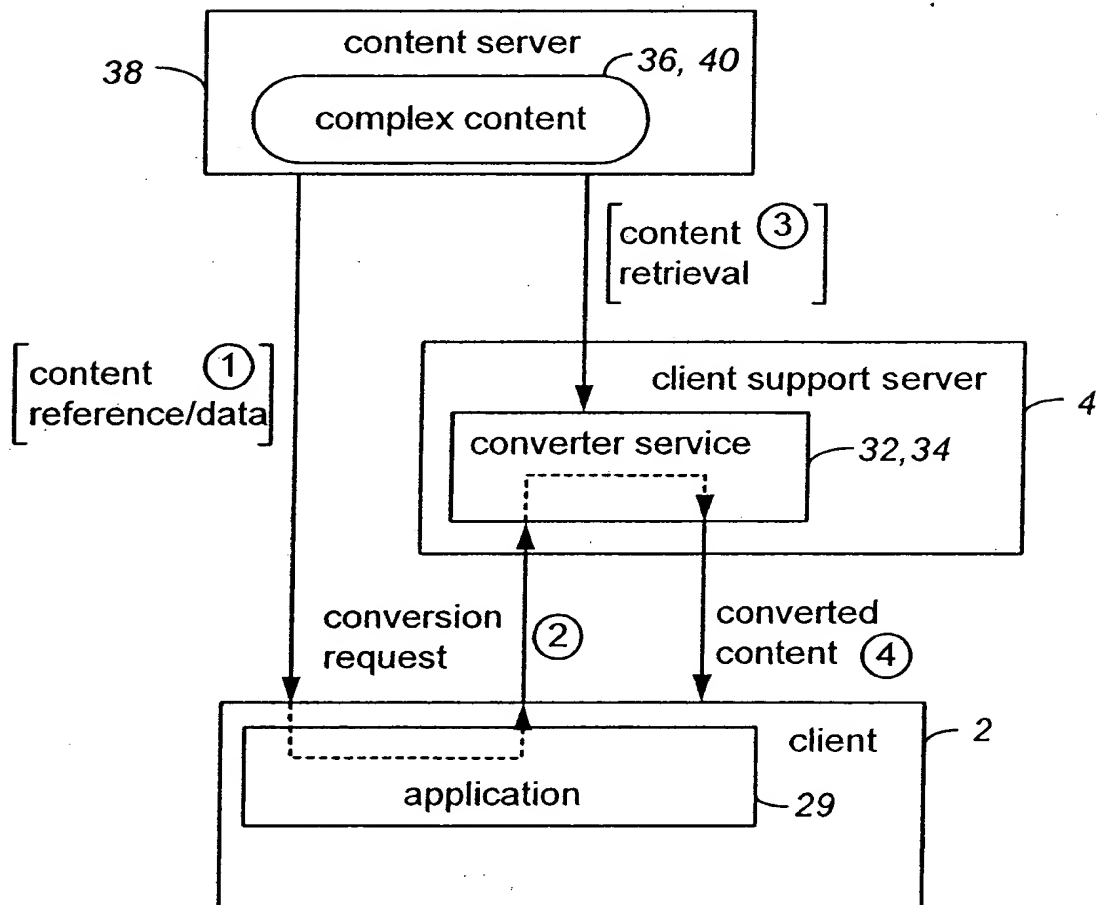 content server
38
36, 40
complex content
content ③
retrieval
content ①
reference/data
client support server
4
converter service
32,34
conversion
request
②
converted
content ④
client
2
application
29